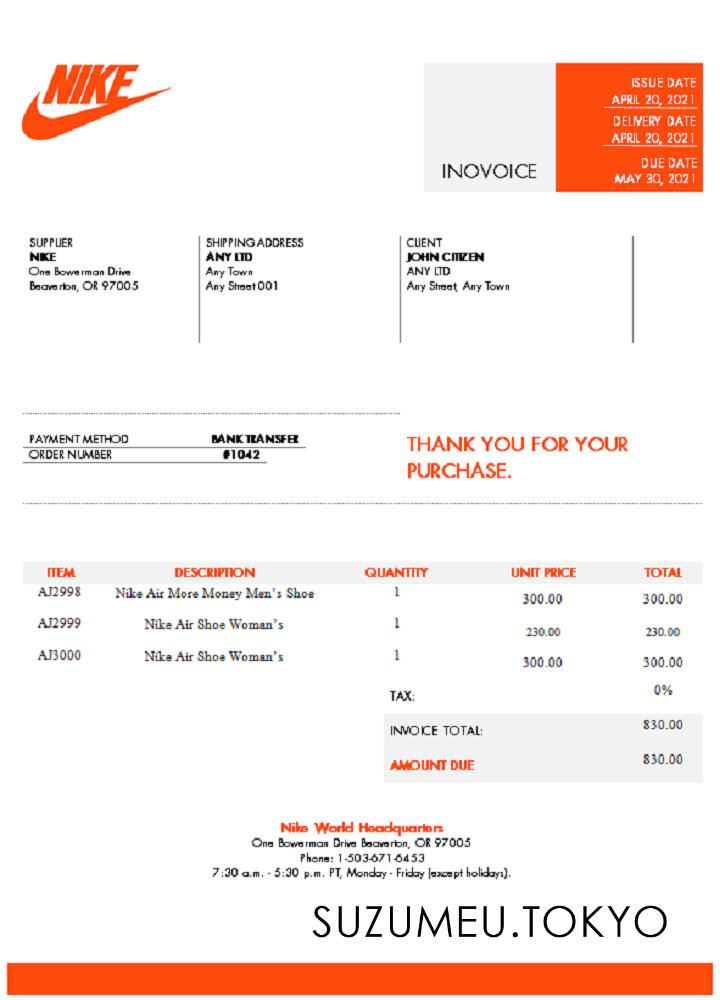 NIKE
ISSUE DATE
APRIL 20, 2021
DELIVERY DATE
APRIL 20, 2021
DUE DATE
MAY 30, 2021
INOVOICE
SUPPLIER
NIKE
One Bowerman Drive
Beaverton, OR 97005
SHIPPING ADDRESS
ANY LTD
Any Town
Any Street 001
CLIENT
JOHN CITIZEN
ANY LTD
Any Street, Any Town
PAYMENT METHOD BANK TRANSFER
ORDER NUMBER #1042
THANK YOU FOR YOUR
PURCHASE.
ITEM DESCRIPTION QUANTITY UNIT PRICE TOTAL
AJ2998 Nike Air More Money Men's Shoe 1 300.00 300.00
AJ2999 Nike Air Shoe Woman's 1 230.00 230.00
AJ3000 Nike Air Shoe Woman's 1 300.00 300.00
TAX: 0%
INVOICE TOTAL: 830.00
AMOUNT DUE 830.00
Nike World Headquarters
One Bowerman Drive Beaverton, OR 97005
Phone: 1-503-671-6453
7:30 a.m. - 5:30 p.m. PT, Monday - Friday (except holidays).
SUZUMEU.TOKYO